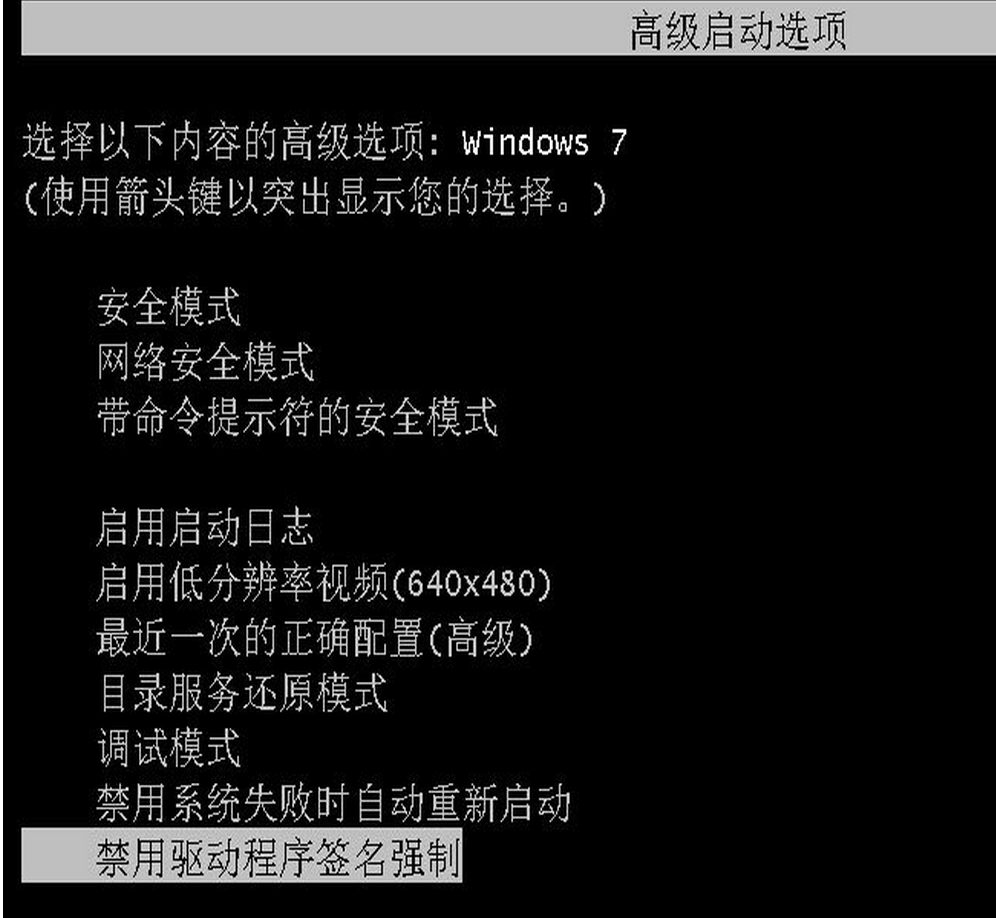 高级启动选项
选择以下内容的高级选项: Windows 7
(使用箭头键以突出显示您的选择。)
安全模式
网络安全模式
带命令提示符的安全模式
启用启动日志
启用低分辨率视频(640x480)
最近一次的正确配置(高级)
目录服务还原模式
调试模式
禁用系统失败时自动重新启动
禁用驱动程序签名强制